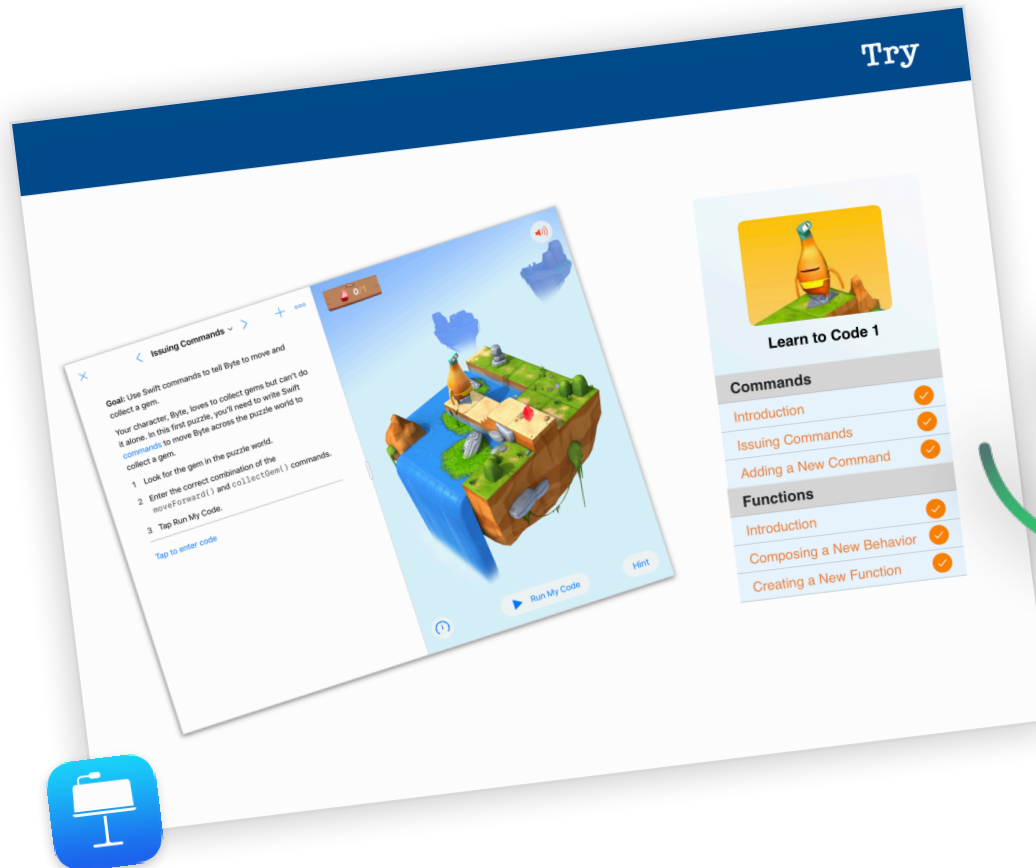 Try
Issuing Commands
Goal: Use Swift commands to tell Byte to move and
collect a gem.
Your character, Byte, loves to collect gems but can't do
it alone. In this first puzzle, you'll need to write Swift
commands to move Byte across the puzzle world to
collect a gem.
1 Look for the gem in the puzzle world.
2 Enter the correct combination of the
moveForward() and collectGem() commands.
3 Tap Run My Code.
Tap to enter code
0/1
Run My Code
Hint
Learn to Code 1
Commands
Introduction
Issuing Commands
Adding a New Command
Functions
Introduction
Composing a New Behavior
Creating a New Function